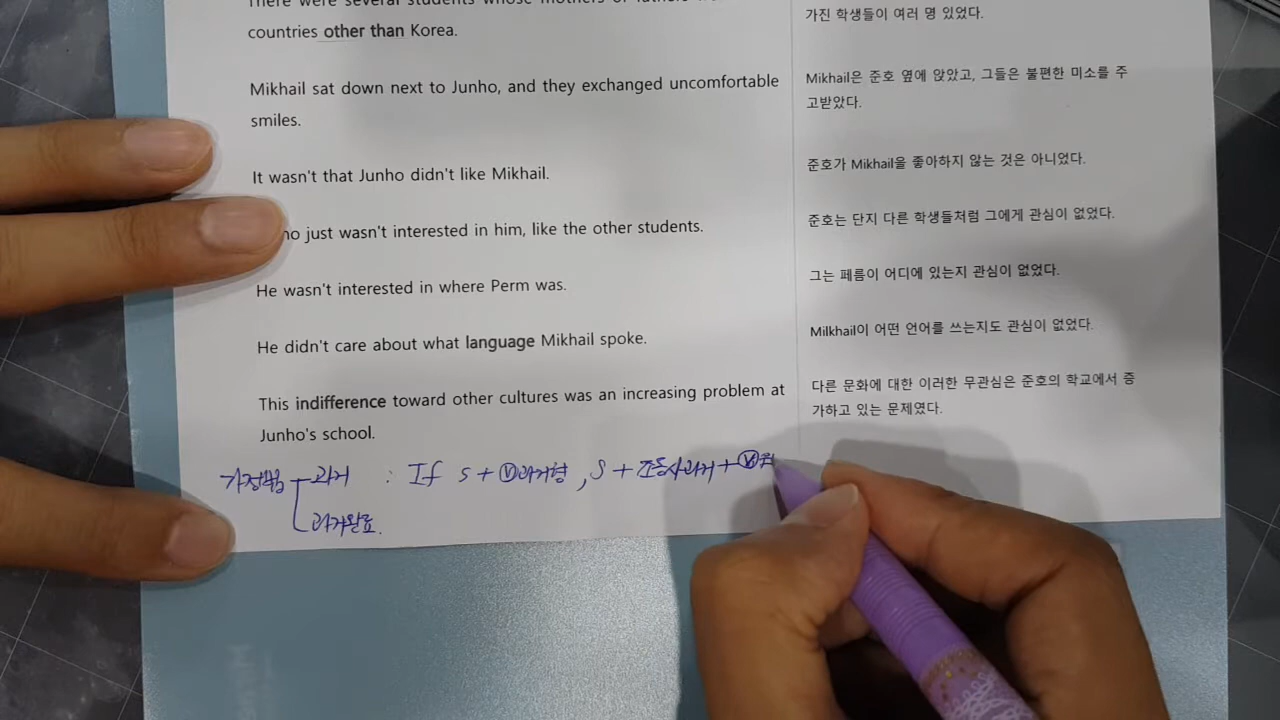 countries other than Korea.
가진 학생들이 여러 명 있었다.
Mikhail sat down next to Junho, and they exchanged uncomfortable
smiles.
Mikhail은 준호 옆에 앉았고, 그들은 불편한 미소를 주
고받았다.
It wasn't that Junho didn't like Mikhail.
준호가 Mikhail을 좋아하지 않는 것은 아니었다.
just wasn't interested in him, like the other students.
준호는 단지 다른 학생들처럼 그에게 관심이 없었다.
He wasn't interested in where Perm was.
그는 페름이 어디에 있는지 관심이 없었다.
He didn't care about what language Mikhail spoke.
Milkhail이 어떤 언어를 쓰는지도 관심이 없었다.
This indifference toward other cultures was an increasing problem at
Junho's school.
다른 문화에 대한 이러한 무관심은 준호의 학교에서 증
가하고 있는 문제였다.
가정법 과거 : If S + Ⓥ과거형, S + 조동사과거 + Ⓥ
과거완료.